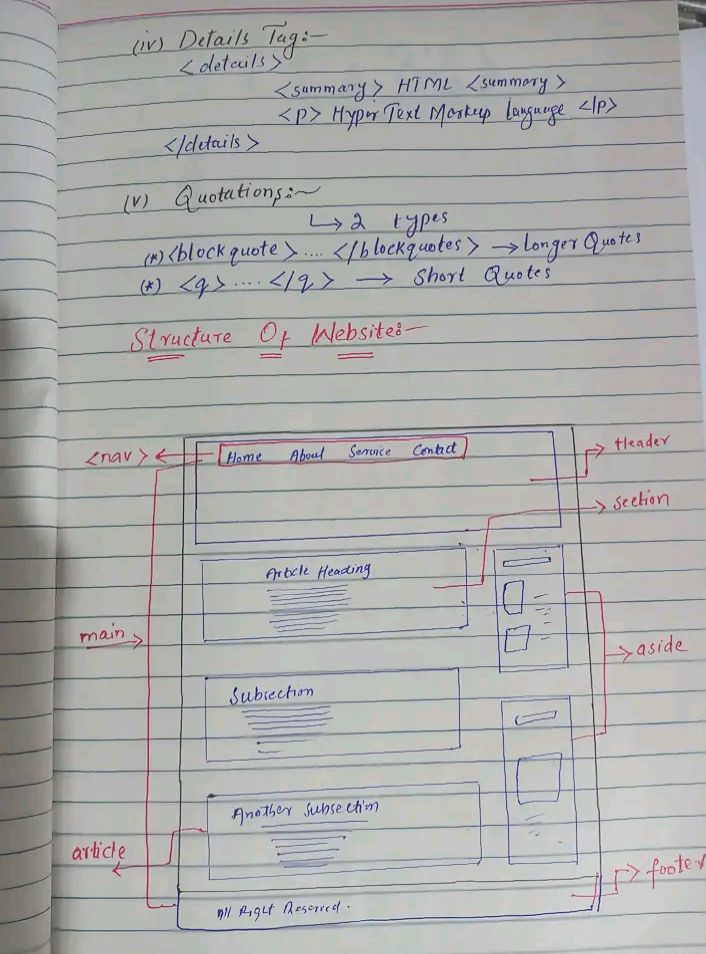 (iv) Details Tag:-
<details>
<summary> HTML <summary>
<P> Hyper Text Markup language </P>
</details>
(v) Quotations:~
↳ 2 types
(*) <blockquote> .... </blockquotes> → Longer Quotes
(*) <q> .... </q> → Short Quotes
Structure Of Website:-
<nav> Home About Service Contact Header
section
Article Heading
main
aside
Subsection
Another Subsection
article
footer
All Right Reserved.